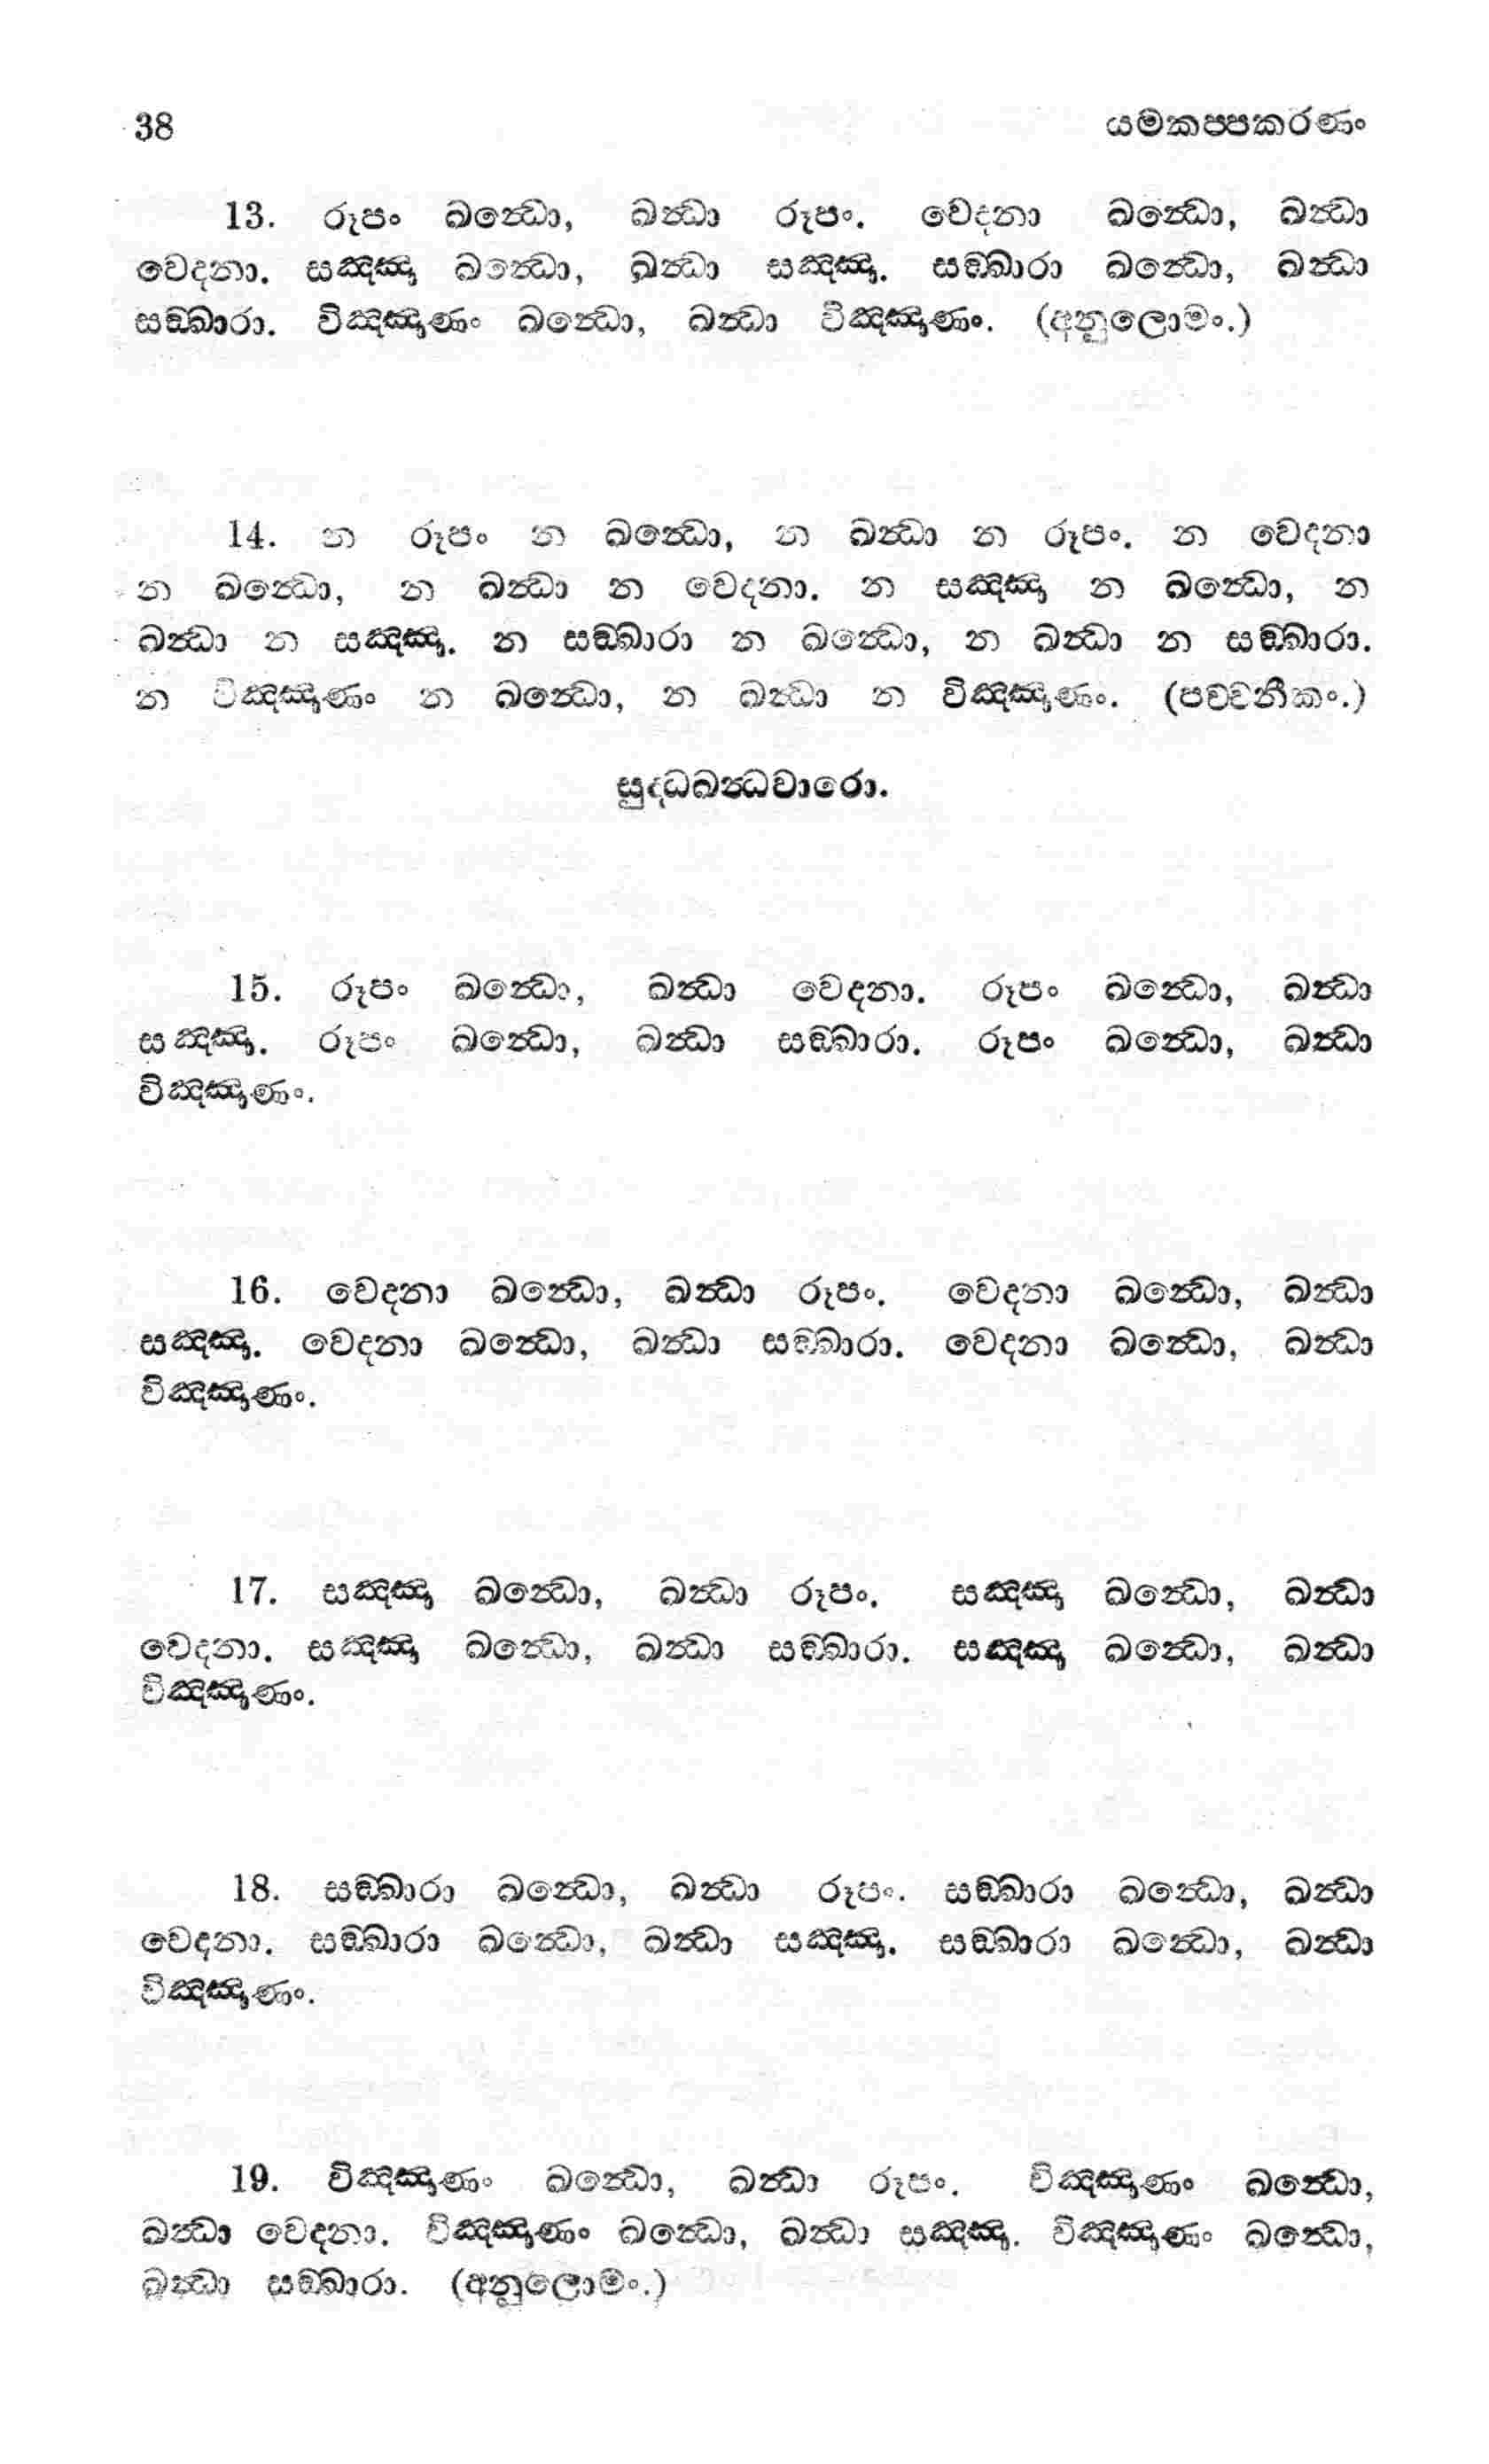 38 යමකප්පකරණං
13. රූපං ඛන්ධො, ඛන්ධා රූපං. වෙදනා ඛන්ධො, ඛන්ධා
වෙදනා. සඤ්ඤා ඛන්ධො, ඛන්ධා සඤ්ඤා. සඞ්ඛාරා ඛන්ධො, ඛන්ධා
සඞ්ඛාරා. විඤ්ඤාණං ඛන්ධො, ඛන්ධා විඤ්ඤාණං. (අනුලොමං.)
14. න රූපං න ඛන්ධො, න ඛන්ධා න රූපං. න වෙදනා
න ඛන්ධො, න ඛන්ධා න වෙදනා. න සඤ්ඤා න ඛන්ධො, න
ඛන්ධා න සඤ්ඤා. න සඞ්ඛාරා න ඛන්ධො, න ඛන්ධා න සඞ්ඛාරා.
න විඤ්ඤාණං න ඛන්ධො, න ඛන්ධා න විඤ්ඤාණං. (පච්චනීකං.)
සුද්ධඛන්ධවාරො.
15. රූපං ඛන්ධො, ඛන්ධා වෙදනා. රූපං ඛන්ධො, ඛන්ධා
සඤ්ඤා. රූපං ඛන්ධො, ඛන්ධා සඞ්ඛාරා. රූපං ඛන්ධො, ඛන්ධා
විඤ්ඤාණං.
16. වෙදනා ඛන්ධො, ඛන්ධා රූපං. වෙදනා ඛන්ධො, ඛන්ධා
සඤ්ඤා. වෙදනා ඛන්ධො, ඛන්ධා සඞ්ඛාරා. වෙදනා ඛන්ධො, ඛන්ධා
විඤ්ඤාණං.
17. සඤ්ඤා ඛන්ධො, ඛන්ධා රූපං. සඤ්ඤා ඛන්ධො, ඛන්ධා
වෙදනා. සඤ්ඤා ඛන්ධො, ඛන්ධා සඞ්ඛාරා. සඤ්ඤා ඛන්ධො, ඛන්ධා
විඤ්ඤාණං.
18. සඞ්ඛාරා ඛන්ධො, ඛන්ධා රූපං. සඞ්ඛාරා ඛන්ධො, ඛන්ධා
වෙදනා. සඞ්ඛාරා ඛන්ධො, ඛන්ධා සඤ්ඤා. සඞ්ඛාරා ඛන්ධො, ඛන්ධා
විඤ්ඤාණං.
19. විඤ්ඤාණං ඛන්ධො, ඛන්ධා රූපං. විඤ්ඤාණං ඛන්ධො,
ඛන්ධා වෙදනා. විඤ්ඤාණං ඛන්ධො, ඛන්ධා සඤ්ඤා. විඤ්ඤාණං ඛන්ධො,
ඛන්ධා සඞ්ඛාරා. (අනුලොමං.)